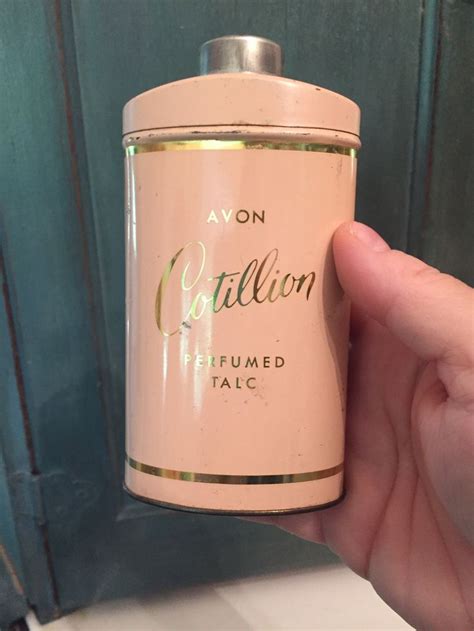 AVON
Cotillion
PERFUMED
TALC